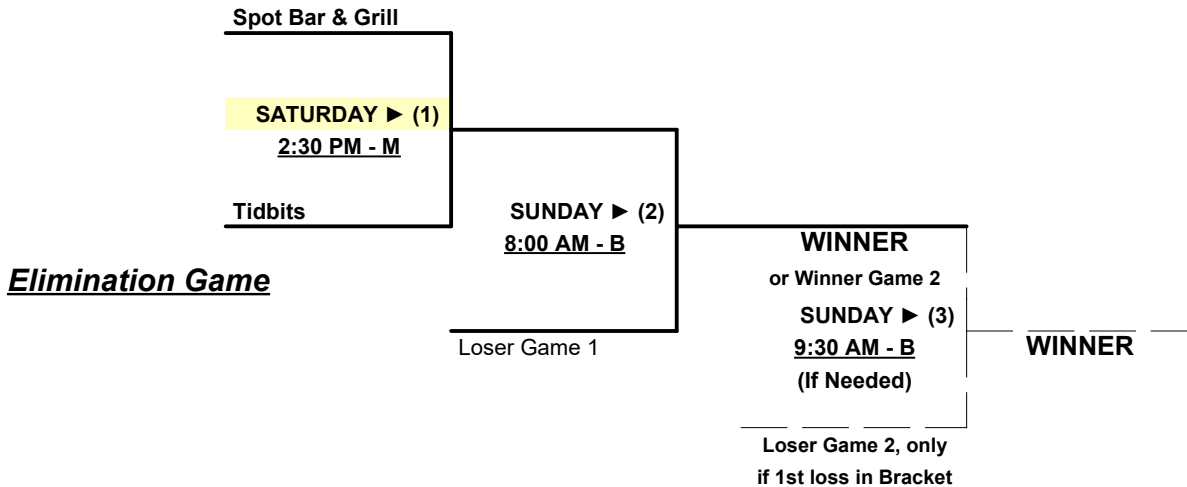 Spot Bar & Grill
SATURDAY ► (1)
2:30 PM - M
Tidbits
SUNDAY ► (2)
8:00 AM - B
WINNER
or Winner Game 2
Elimination Game
SUNDAY ► (3)
Loser Game 1
9:30 AM - B
WINNER
(If Needed)
Loser Game 2, only
if 1st loss in Bracket